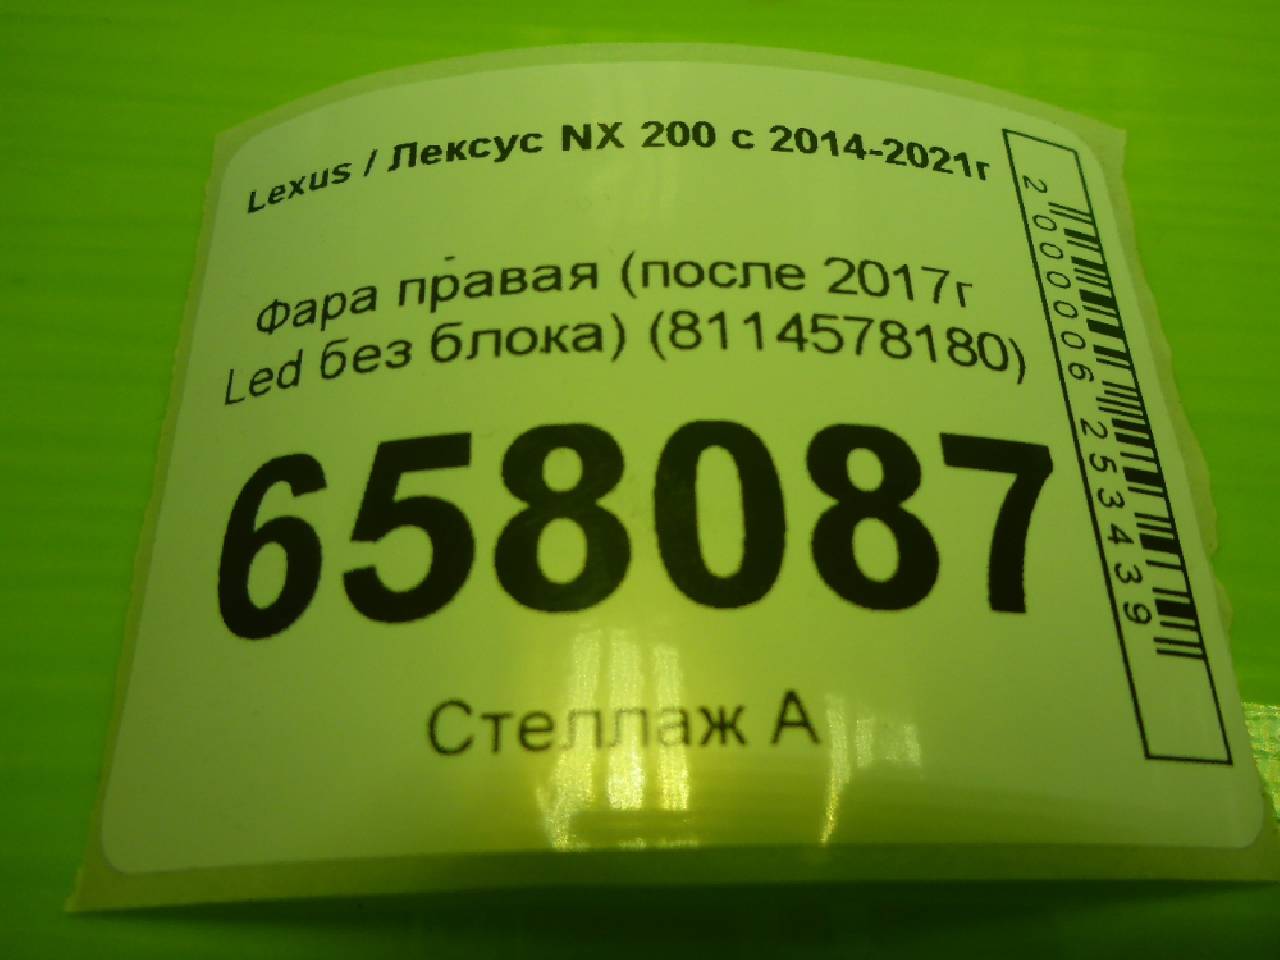 Lexus / Лексус NX 200 с 2014-2021г
Фара правая (после 2017г
Led без блока) (8114578180)
658087
Стеллаж А
2000006253439